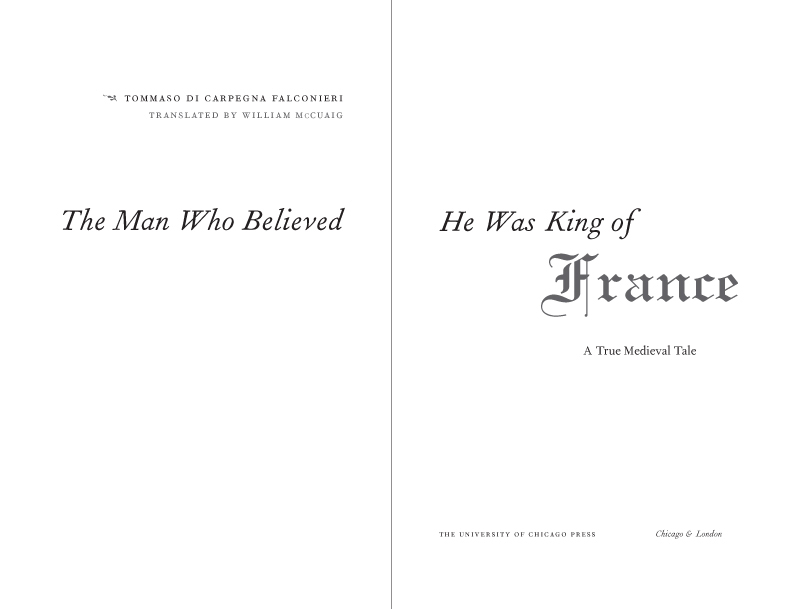 TOMMASO DI CARPEGNA FALCONIERI
TRANSLATED BY WILLIAM McCUAIG
The Man Who Believed
He Was King of
France
A True Medieval Tale
THE UNIVERSITY OF CHICAGO PRESS Chicago & London